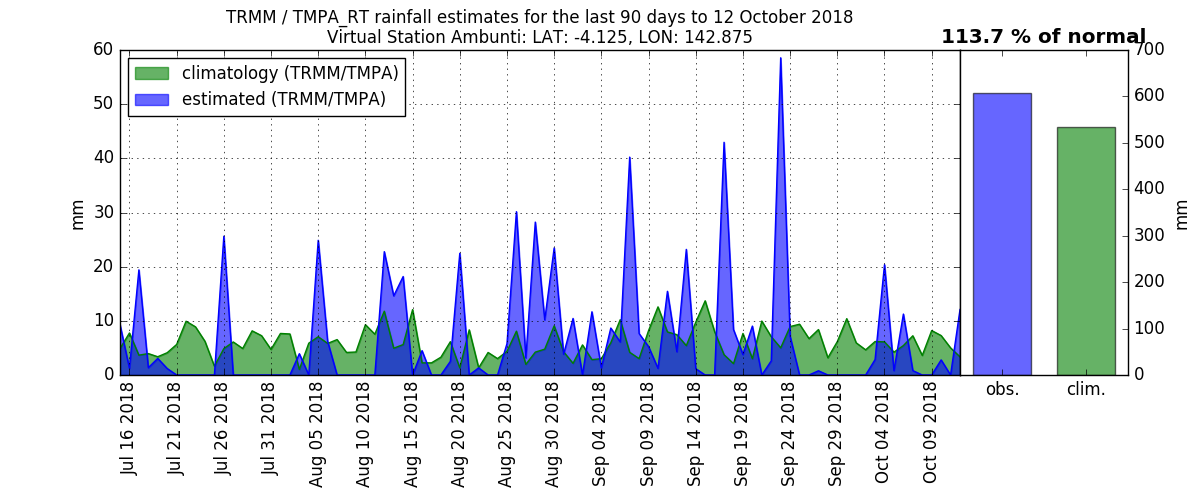 TRMM / TMPA_RT rainfall estimates for the last 90 days to 12 October 2018
Virtual Station Ambunti: LAT: -4.125, LON: 142.875
113.7 % of normal
climatology (TRMM/TMPA)
estimated (TRMM/TMPA)
60
50
40
30
20
10
0
mm
Jul 16 2018
Jul 21 2018
Jul 26 2018
Jul 31 2018
Aug 05 2018
Aug 10 2018
Aug 15 2018
Aug 20 2018
Aug 25 2018
Aug 30 2018
Sep 04 2018
Sep 09 2018
Sep 14 2018
Sep 19 2018
Sep 24 2018
Sep 29 2018
Oct 04 2018
Oct 09 2018
obs.
clim.
700
600
500
400
300
200
100
0
mm